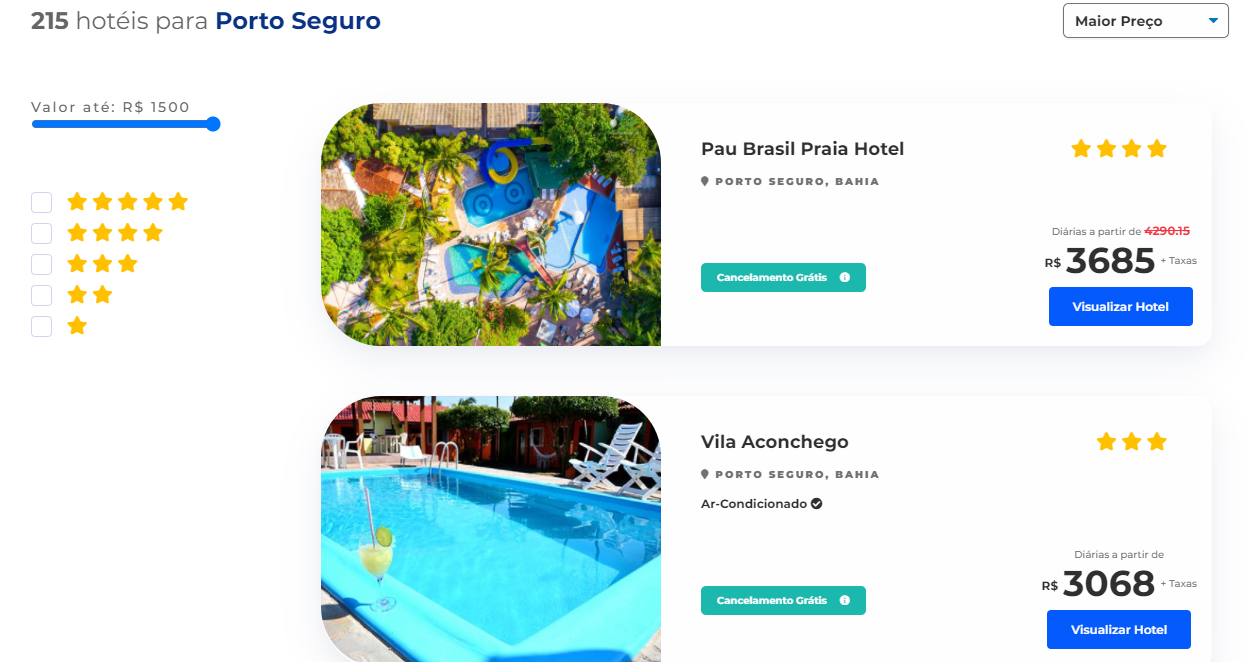 215 hotéis para Porto Seguro
Maior Preço
Valor até: R$ 1500
Pau Brasil Praia Hotel
PORTO SEGURO, BAHIA
Diárias a partir de 4290.15
R$ 3685 + Taxas
Cancelamento Grátis
Visualizar Hotel
Vila Aconchego
PORTO SEGURO, BAHIA
Ar-Condicionado
Diárias a partir de
R$ 3068 + Taxas
Cancelamento Grátis
Visualizar Hotel